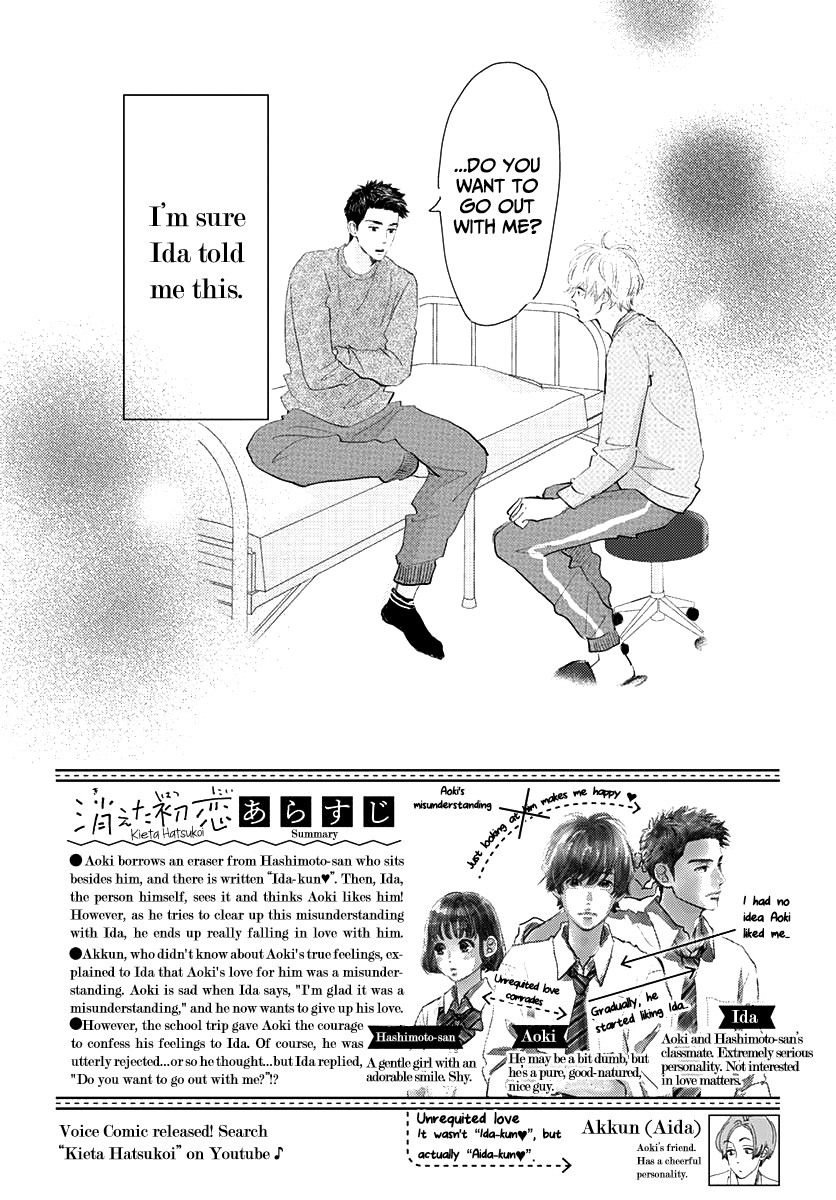 ...DO YOU
WANT TO
GO OUT
WITH ME?
I'm sure
Ida told
me this.
消えた初恋
き はつ こい
Kieta Hatsukoi
あらすじ
Summary
●Aoki borrows an eraser from Hashimoto-san who sits
besides him, and there is written “Ida-kun♥”. Then, Ida,
the person himself, sees it and thinks Aoki likes him!
However, as he tries to clear up this misunderstanding
with Ida, he ends up really falling in love with him.
●Akkun, who didn't know about Aoki's true feelings, ex-
plained to Ida that Aoki's love for him was a misunder-
standing. Aoki is sad when Ida says, "I'm glad it was a
misunderstanding," and he now wants to give up his love.
●However, the school trip gave Aoki the courage
to confess his feelings to Ida. Of course, he was
utterly rejected...or so he thought...but Ida replied,
"Do you want to go out with me?"!?
Aoki's
misunderstanding
Just looking at him makes me happy ♥
I had no
idea Aoki
liked me...
Unrequited love
comrades
Gradually, he
started liking Ida...
Hashimoto-san
A gentle girl with an
adorable smile. Shy.
Aoki
He may be a bit dumb, but
he's a pure, good-natured,
nice guy.
Ida
Aoki and Hashimoto-san's
classmate. Extremely serious
personality. Not interested
in love matters.
Voice Comic released! Search
“Kieta Hatsukoi” on Youtube ♪
Unrequited love
It wasn't “Ida-kun♥”, but
actually “Aida-kun♥”.
Akkun (Aida)
Aoki's friend.
Has a cheerful
personality.